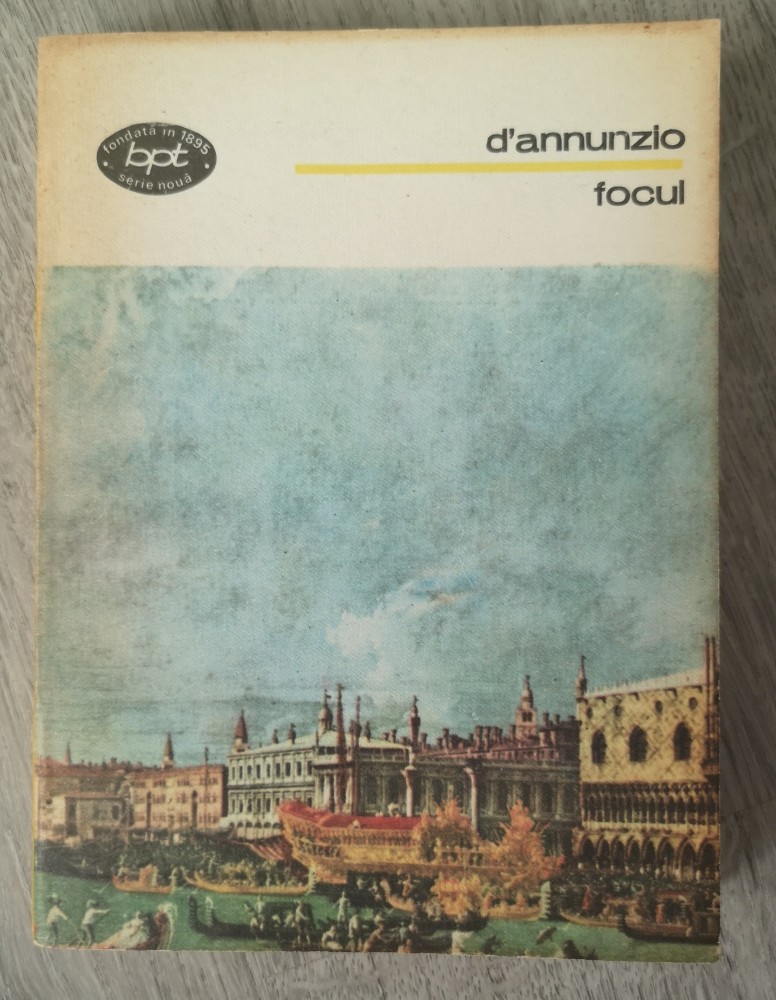 fondată în 1895
bpt
serie nouă
d'annunzio
focul